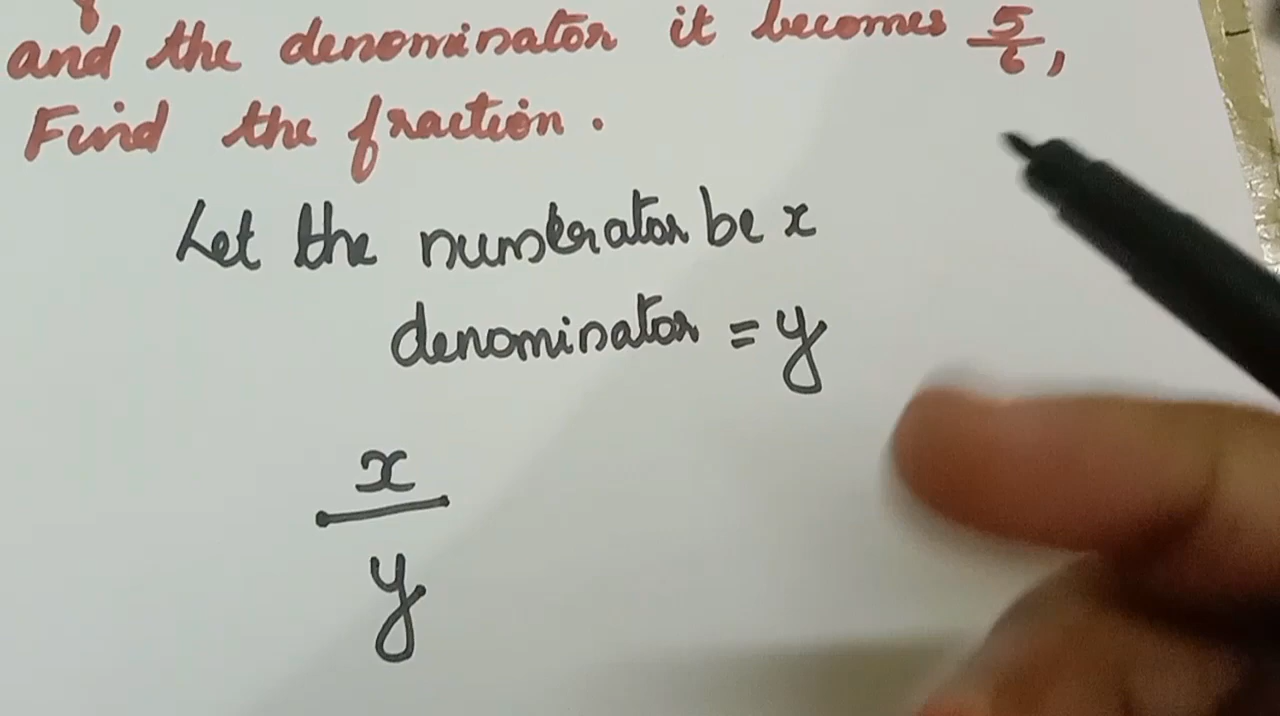 and the denominator it becomes 5/6,
Find the fraction.
Let the numerator be x
denominator = y
x
y